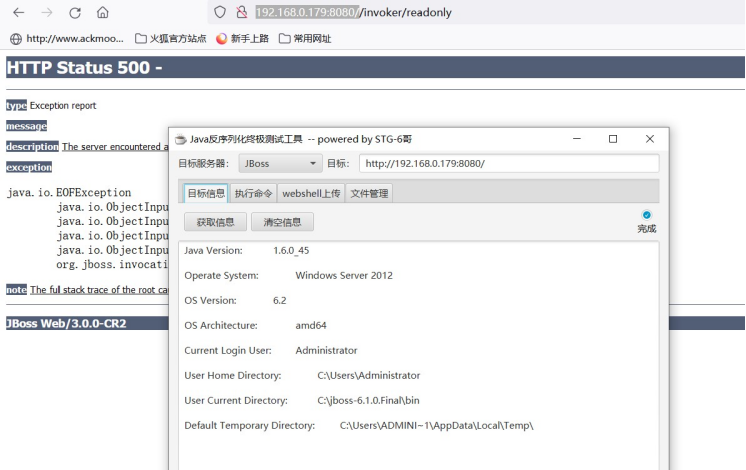 192.168.0.179:8080//invoker/readonly
http://www.ackmoo... 火狐官方站点 新手上路 常用网址
HTTP Status 500 -
type Exception report
message
description The server encountered a
exception
java.io.EOFException
java.io.ObjectInpu
java.io.ObjectInpu
java.io.ObjectInpu
java.io.ObjectInpu
org.jboss.invocati
note The full stack trace of the root ca
JBoss Web/3.0.0-CR2
Java反序列化终极测试工具 -- powered by STG-6哥
目标服务器: JBoss 目标: http://192.168.0.179:8080/
目标信息 执行命令 webshell上传 文件管理
获取信息 清空信息
完成
Java Version: 1.6.0_45
Operate System: Windows Server 2012
OS Version: 6.2
OS Architecture: amd64
Current Login User: Administrator
User Home Directory: C:\Users\Administrator
User Current Directory: C:\jboss-6.1.0.Final\bin
Default Temporary Directory: C:\Users\ADMINI~1\AppData\Local\Temp\